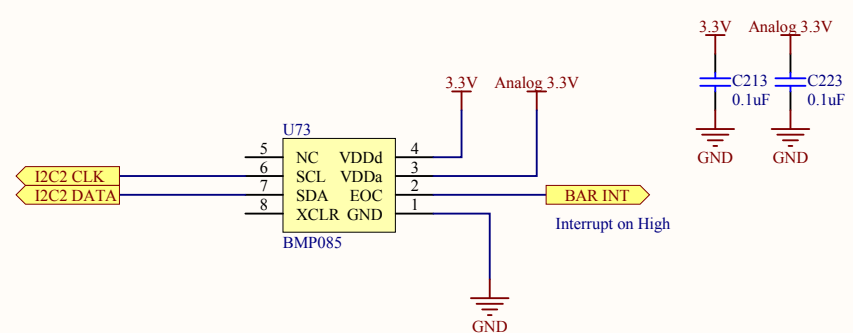 3.3V Analog 3.3V
C213 C223
0.1uF 0.1uF
GND GND
3.3V Analog 3.3V
U73
5 NC VDDd 4
I2C2 CLK 6 SCL VDDa 3
I2C2 DATA 7 SDA EOC 2 BAR INT
8 XCLR GND 1
Interrupt on High
BMP085
GND